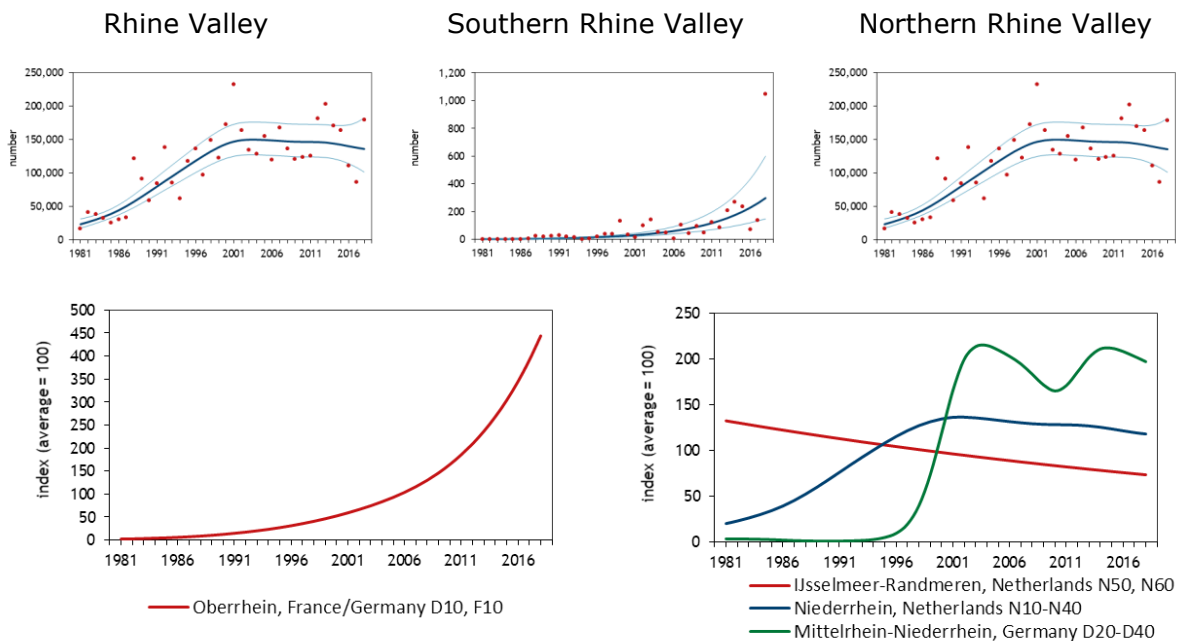 Rhine Valley
Southern Rhine Valley
Northern Rhine Valley
250,000
200,000
150,000
100,000
50,000
0
number
1981 1986 1991 1996 2001 2006 2011 2016
1,200
1,000
800
600
400
200
0
number
1981 1986 1991 1996 2001 2006 2011 2016
250,000
200,000
150,000
100,000
50,000
0
number
1981 1986 1991 1996 2001 2006 2011 2016
500
450
400
350
300
250
200
150
100
50
0
index (average = 100)
1981 1986 1991 1996 2001 2006 2011 2016
Oberrhein, France/Germany D10, F10
250
200
150
100
50
0
index (average = 100)
1981 1986 1991 1996 2001 2006 2011 2016
IJsselmeer-Randmeren, Netherlands N50, N60
Niederrhein, Netherlands N10-N40
Mittelrhein-Niederrhein, Germany D20-D40